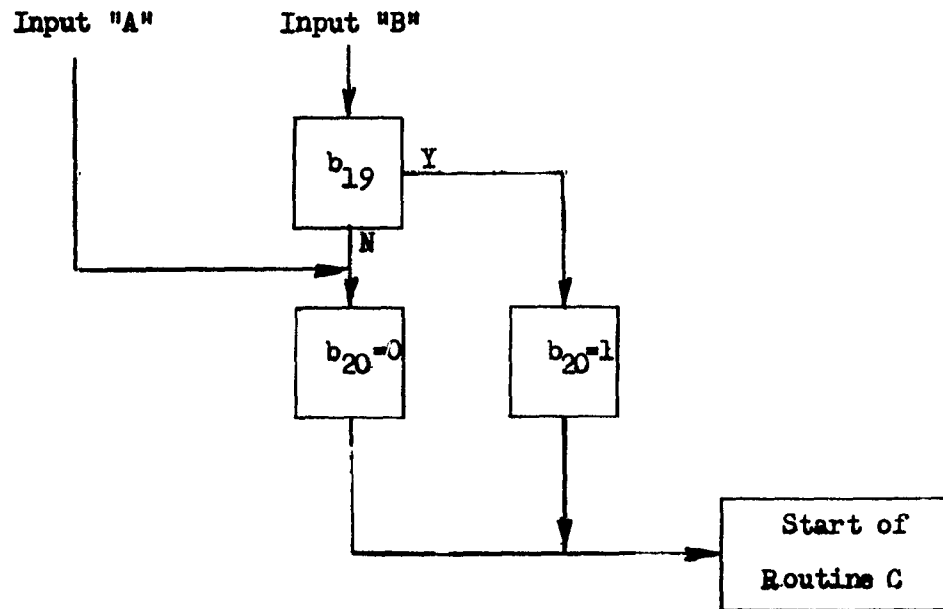 Input "A"
Input "B"
b19
Y
N
b20=0
b20=1
Start of
Routine C